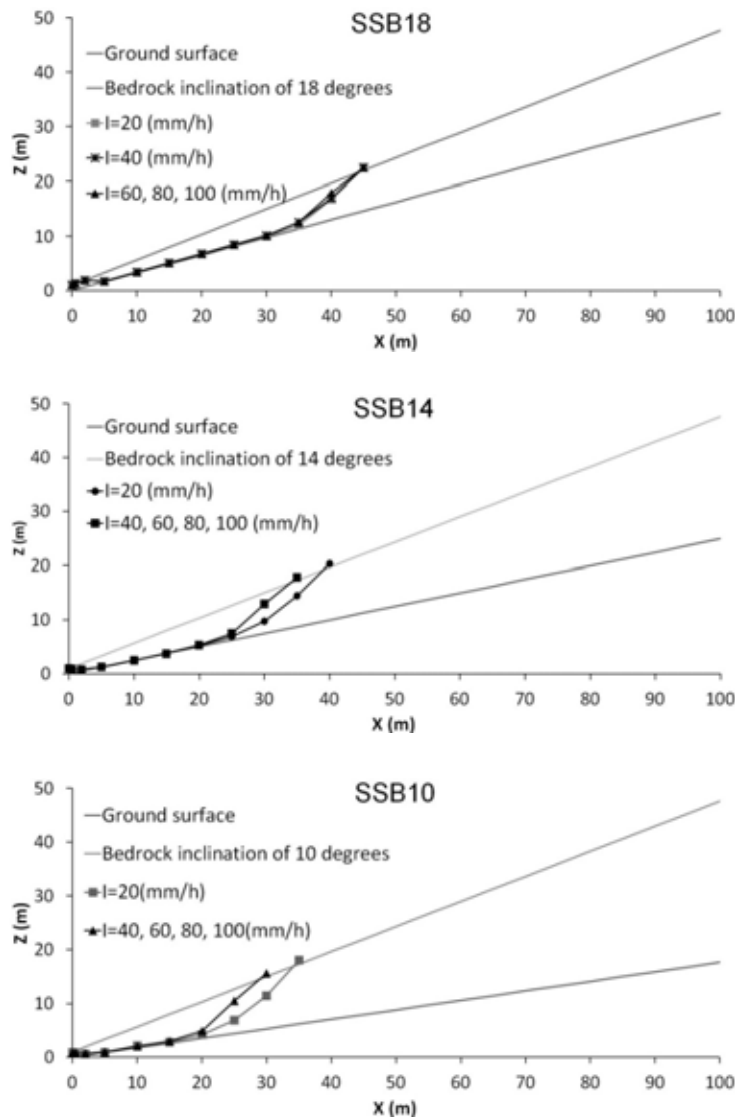 SSB18
50
40
30
20
10
0
Z (m)
Ground surface
Bedrock inclination of 18 degrees
I=20 (mm/h)
I=40 (mm/h)
I=60, 80, 100 (mm/h)
0 10 20 30 40 50 60 70 80 90 100
X (m)
SSB14
50
40
30
20
10
0
Z (m)
Ground surface
Bedrock inclination of 14 degrees
I=20 (mm/h)
I=40, 60, 80, 100 (mm/h)
0 10 20 30 40 50 60 70 80 90 100
X (m)
SSB10
50
40
30
20
10
0
Z (m)
Ground surface
Bedrock inclination of 10 degrees
I=20(mm/h)
I=40, 60, 80, 100(mm/h)
0 10 20 30 40 50 60 70 80 90 100
X (m)